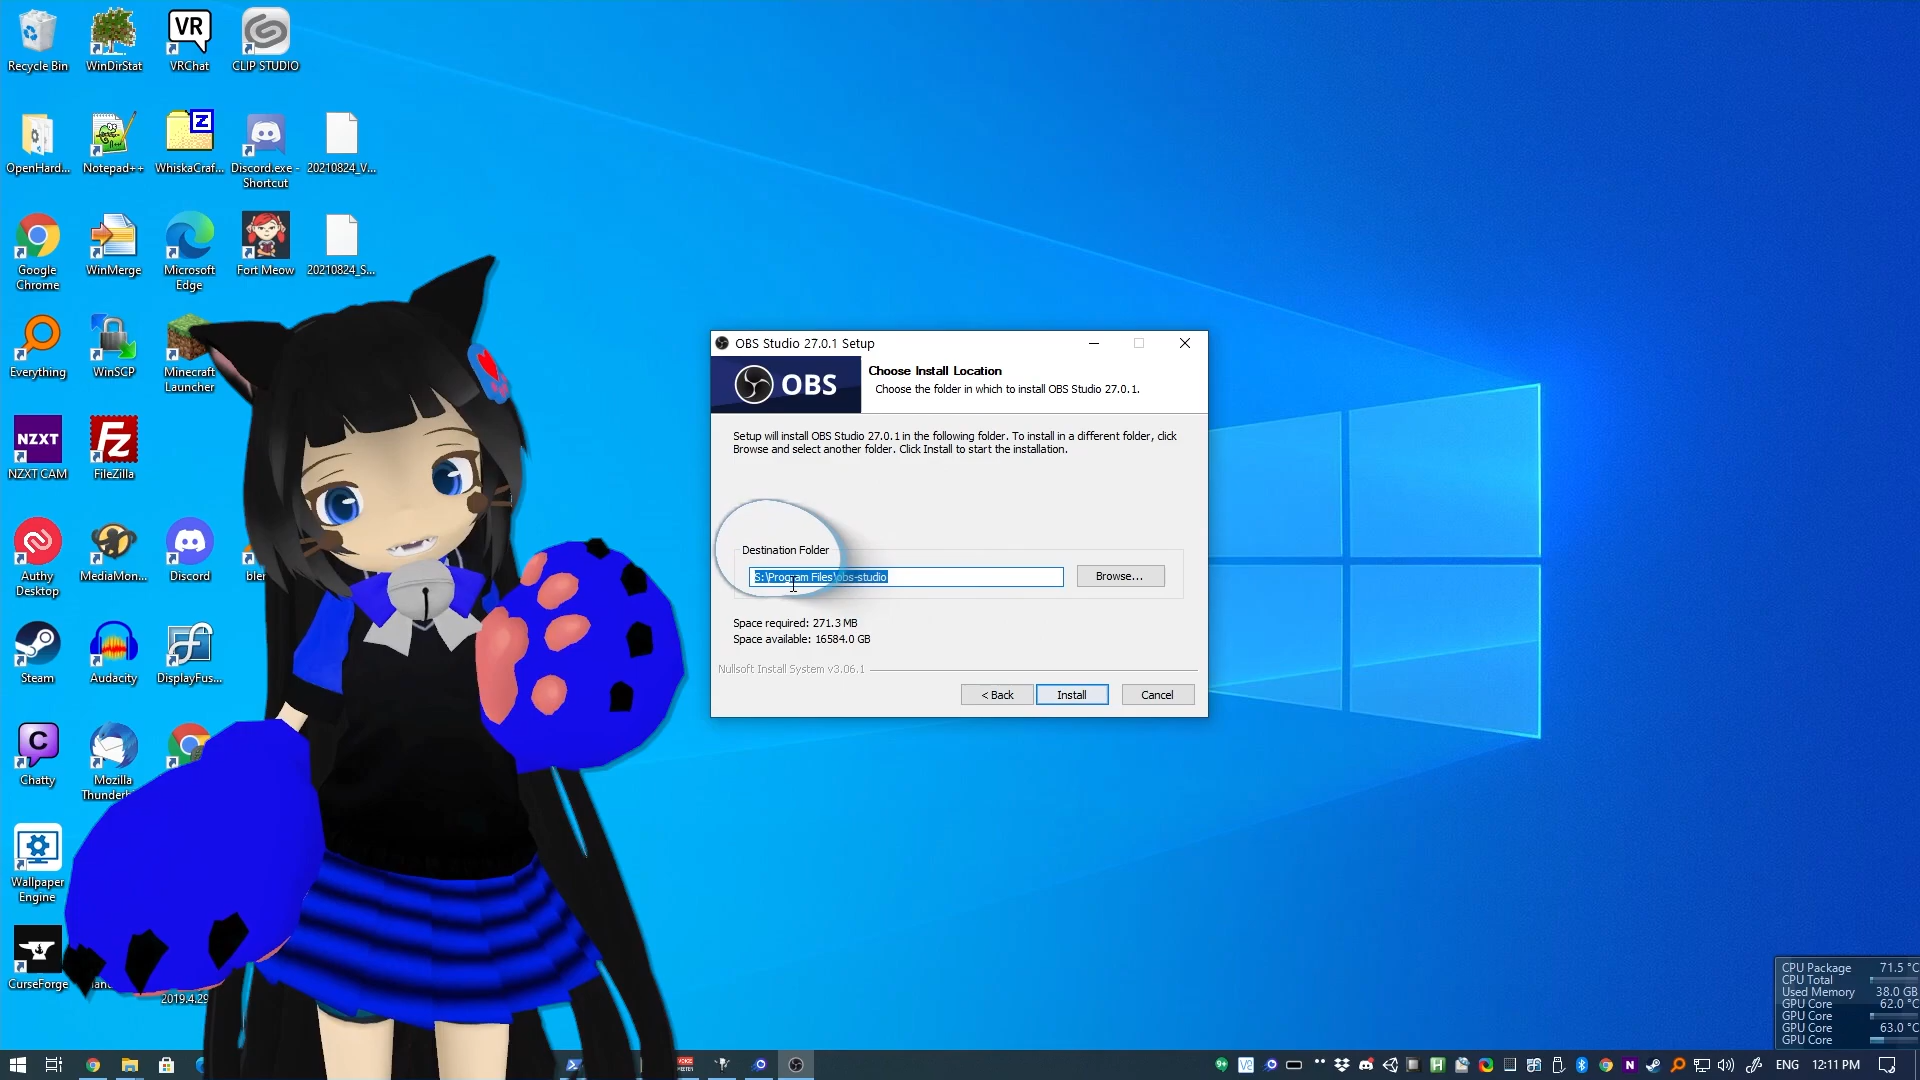 Recycle Bin
WinDirStat
VR
VRChat
CLIP STUDIO
OpenHard...
Notepad++
Z
WhiskaCraf...
Discord.exe -
Shortcut
20210824_V...
Google
Chrome
WinMerge
Microsoft
Edge
Fort Meow
20210824_S...
Everything
WinSCP
Minecraft
Launcher
NZXT
NZXT CAM
Fz
FileZilla
Authy
Desktop
MediaMon...
Discord
Steam
Audacity
DisplayFus...
C
Chatty
Mozilla
Wallpaper
Engine
CurseForge
2019.4.29
OBS Studio 27.0.1 Setup
OBS
Choose Install Location
Choose the folder in which to install OBS Studio 27.0.1.
Setup will install OBS Studio 27.0.1 in the following folder. To install in a different folder, click
Browse and select another folder. Click Install to start the installation.
Destination Folder
S:\Program Files\obs-studio
Browse...
Space required: 271.3 MB
Space available: 16584.0 GB
Nullsoft Install System v3.06.1
< Back
Install
Cancel
CPU Package 71.5 °C
CPU Total
Used Memory 38.0 GB
GPU Core 62.0 °C
GPU Core
GPU Core 63.0 °C
GPU Core
ENG
12:11 PM